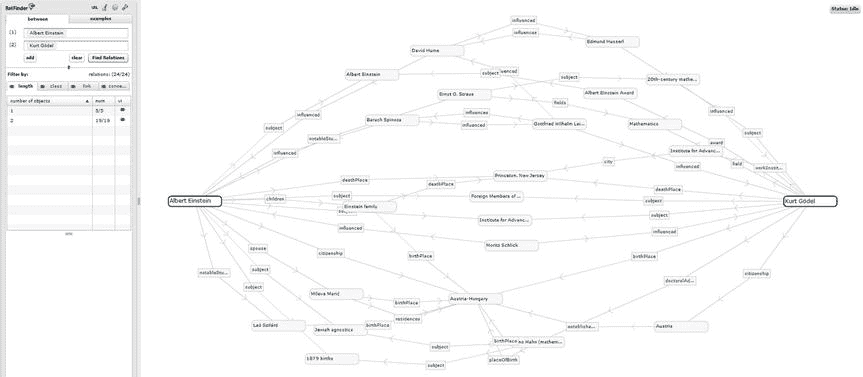 RelFinder
between
examples
(1) Albert Einstein
(2) Kurt Gödel
add
clear
Find Relations
Filter by:
relations: (24/24)
length
class
link
number of objects
num
vi
1 5/5
2 19/19
Status: Idle
influenced
influences
David Hume
Edmund Husserl
Albert Einstein
subject
subject
20th-century mathe...
Ernst G. Straus
fields
Albert Einstein Award
influenced
influenced
influences
subject
Baruch Spinoza
influenced
Gottfried Wilhelm Lei...
Mathematics
subject
notableStu...
award
influenced
Institute for Advanc...
city
field
influenced
workInstit...
deathPlace
Princeton, New Jersey
deathPlace
deathPlace
children
subject
Foreign Members of ...
subject
Albert Einstein
Kurt Gödel
Einstein family
subject
Institute for Advanc...
influenced
influenced
Moritz Schlick
spouse
citizenship
birthPlace
birthPlace
notableStu...
subject
citizenship
doctoralAd...
subject
Mileva Marić
birthPlace
Austria-Hungary
residences
Leó Szilárd
Jewish agnostics
birthPlace
establishe...
Austria
subject
birthPlace
ns Hahn (mathem...
1879 births
subject
placeOfBirth